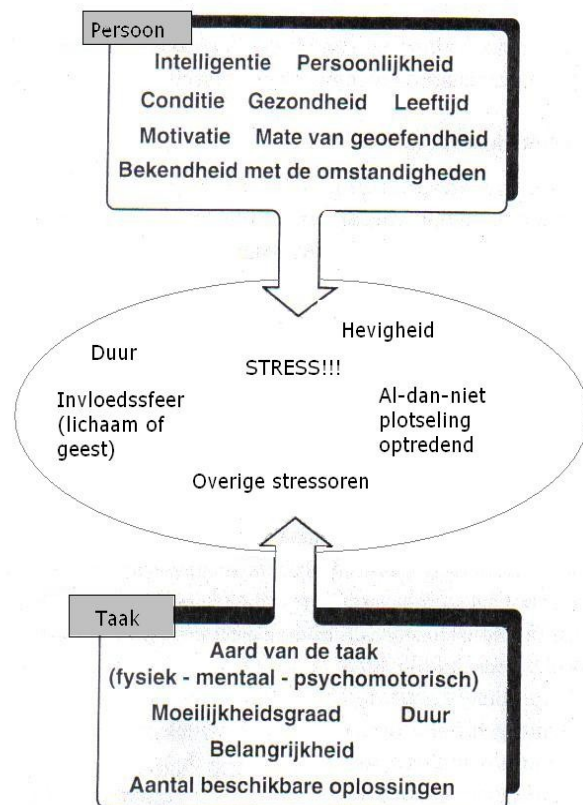 Persoon
Intelligentie Persoonlijkheid
Conditie Gezondheid Leeftijd
Motivatie Mate van geoefendheid
Bekendheid met de omstandigheden
Hevigheid
Duur
STRESS!!!
Invloedssfeer
(lichaam of
geest)
Al-dan-niet
plotseling
optredend
Overige stressoren
Taak
Aard van de taak
(fysiek - mentaal - psychomotorisch)
Moeilijkheidsgraad Duur
Belangrijkheid
Aantal beschikbare oplossingen